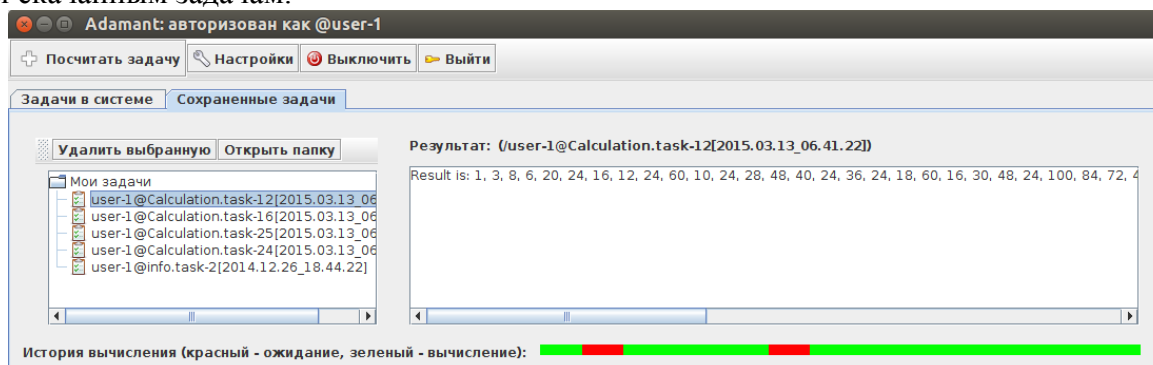 скачанным задачам.
Adamant: авторизован как @user-1
Посчитать задачу Настройки Выключить Выйти
Задачи в системе Сохраненные задачи
Удалить выбранную Открыть папку
Результат: (/user-1@Calculation.task-12[2015.03.13_06.41.22])
Мои задачи
user-1@Calculation.task-12[2015.03.13_06
user-1@Calculation.task-16[2015.03.13_06
user-1@Calculation.task-25[2015.03.13_06
user-1@Calculation.task-24[2015.03.13_06
user-1@info.task-2[2014.12.26_18.44.22]
Result is: 1, 3, 8, 6, 20, 24, 16, 12, 24, 60, 10, 24, 28, 48, 40, 24, 36, 24, 18, 60, 16, 30, 48, 24, 100, 84, 72, 4
История вычисления (красный - ожидание, зеленый - вычисление):